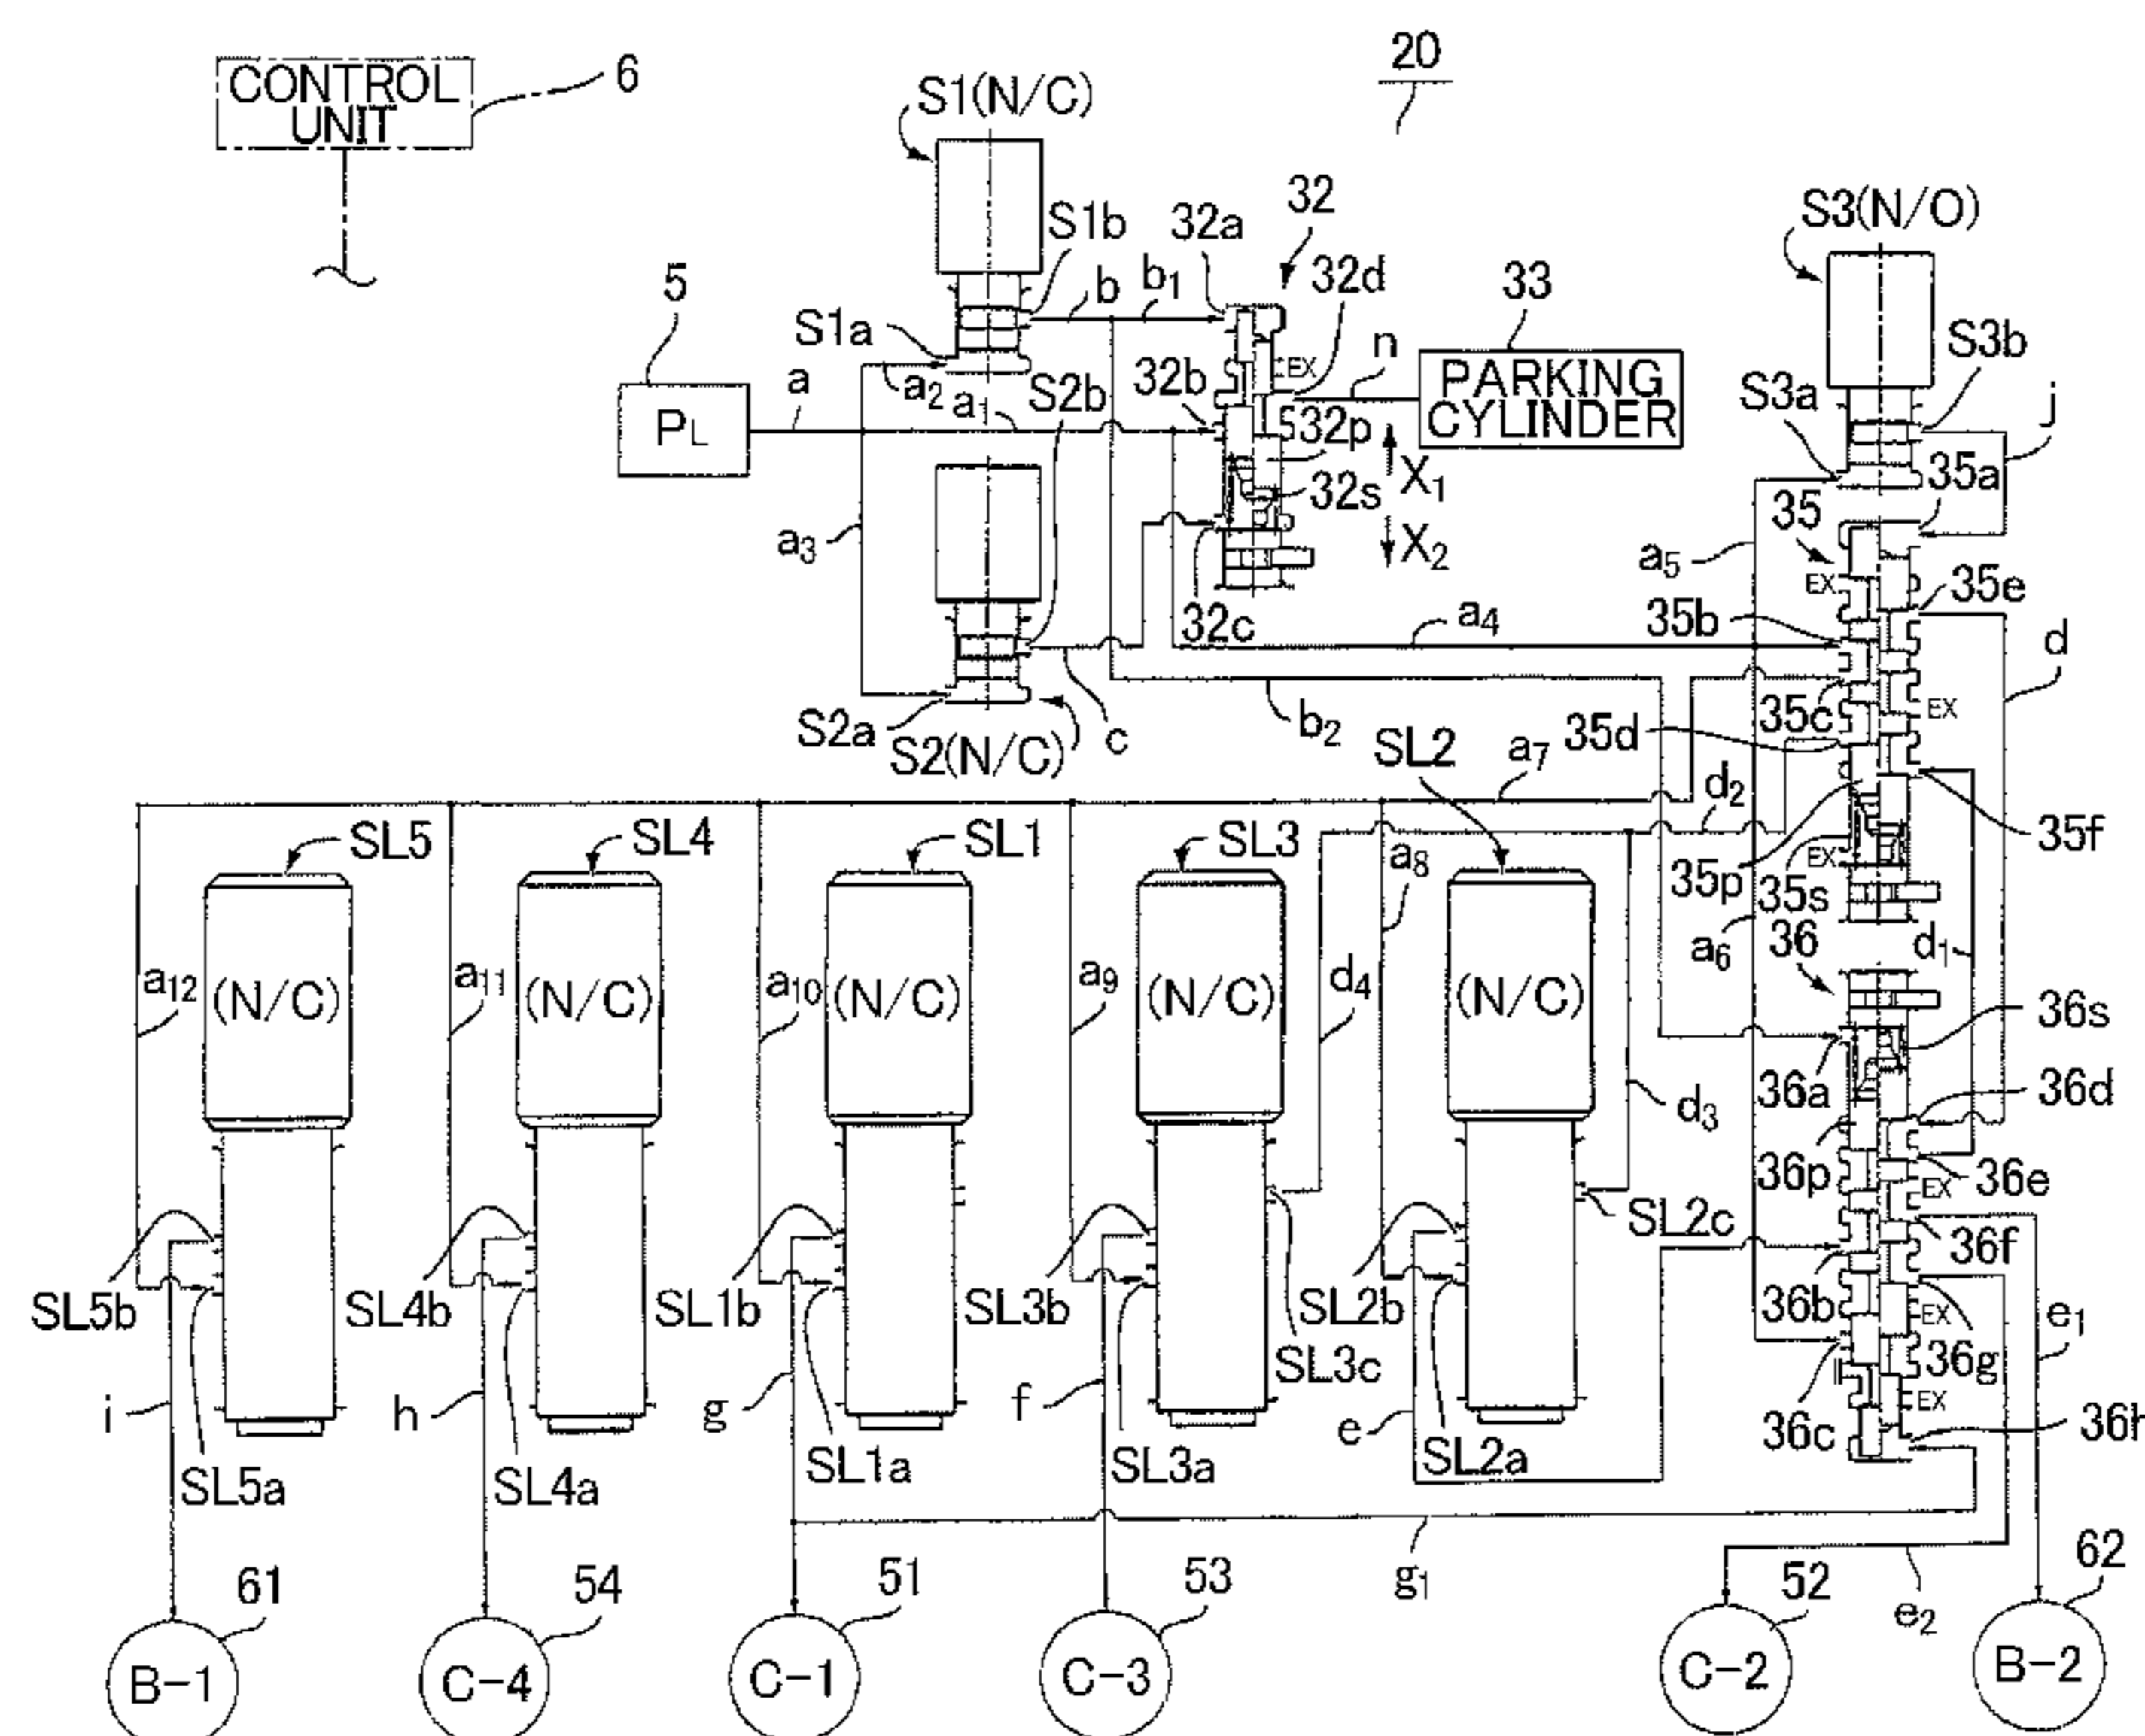 20
CONTROL
UNIT
6
S1(N/C)
S1b
32a
32
S3(N/O)
5
b
b1
32d
33
S1a
EX
n
S3b
32b
PARKING
CYLINDER
a
a2
a1
S2b
S3a
j
PL
32p
X1
35a
32s
35
a3
X2
a5
EX
35e
32c
35b
a4
d
S2a
b2
35c
EX
S2(N/C)
c
35d
SL2
a7
d2
SL5
SL4
SL1
SL3
a8
35f
EX
35p
35s
a6
36
d1
a12
(N/C)
a11
(N/C)
a10
(N/C)
a9
(N/C)
d4
(N/C)
36s
36a
36d
d3
36p
36e
EX
SL2c
36f
SL5b
SL4b
SL1b
SL3b
SL2b
36b
EX
e1
SL3c
36g
i
h
g
f
e
36c
EX
36h
SL5a
SL4a
SL1a
SL3a
SL2a
61
54
51
53
g1
52
62
e2
B-1
C-4
C-1
C-3
C-2
B-2